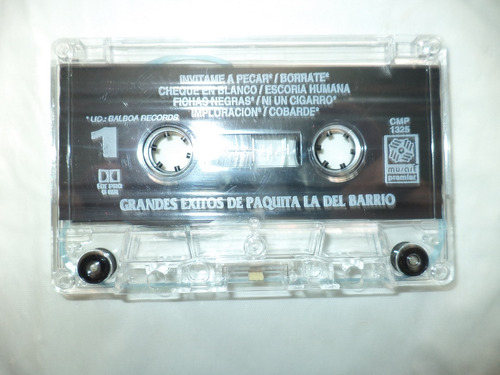 INVITAME A PECAR* / BORRATE*
CHEQUE EN BLANCO / ESCORIA HUMANA
FICHAS NEGRAS* / NI UN CIGARRO*
IMPLORACION* / COBARDE*
*UD.: BALBOA RECORDS
1
CMP
1325
musart
premier
GRANDES EXITOS DE PAQUITA LA DEL BARRIO